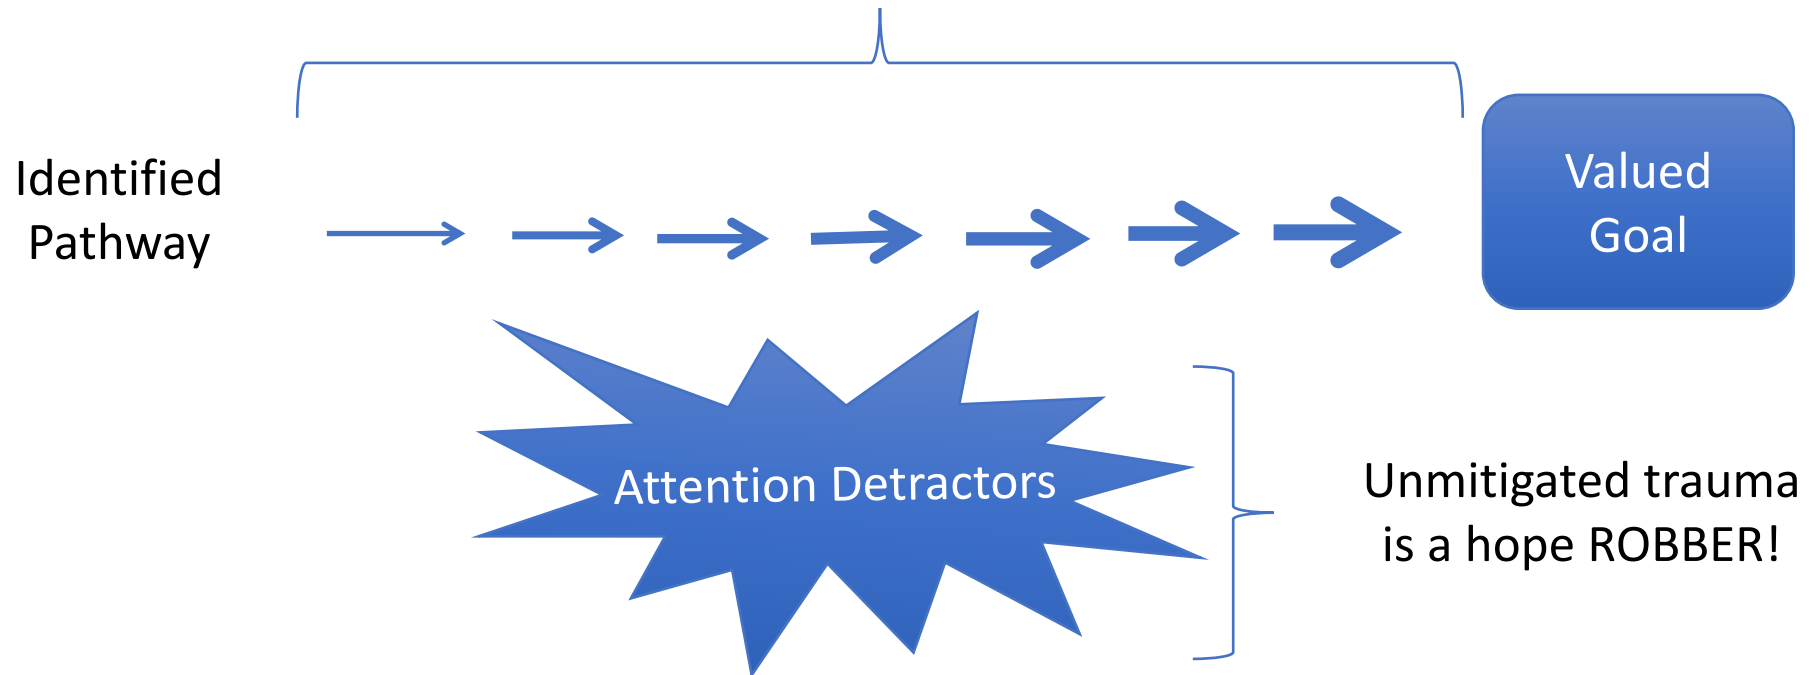 Identified
Pathway
Valued
Goal
Attention Detractors
Unmitigated trauma
is a hope ROBBER!